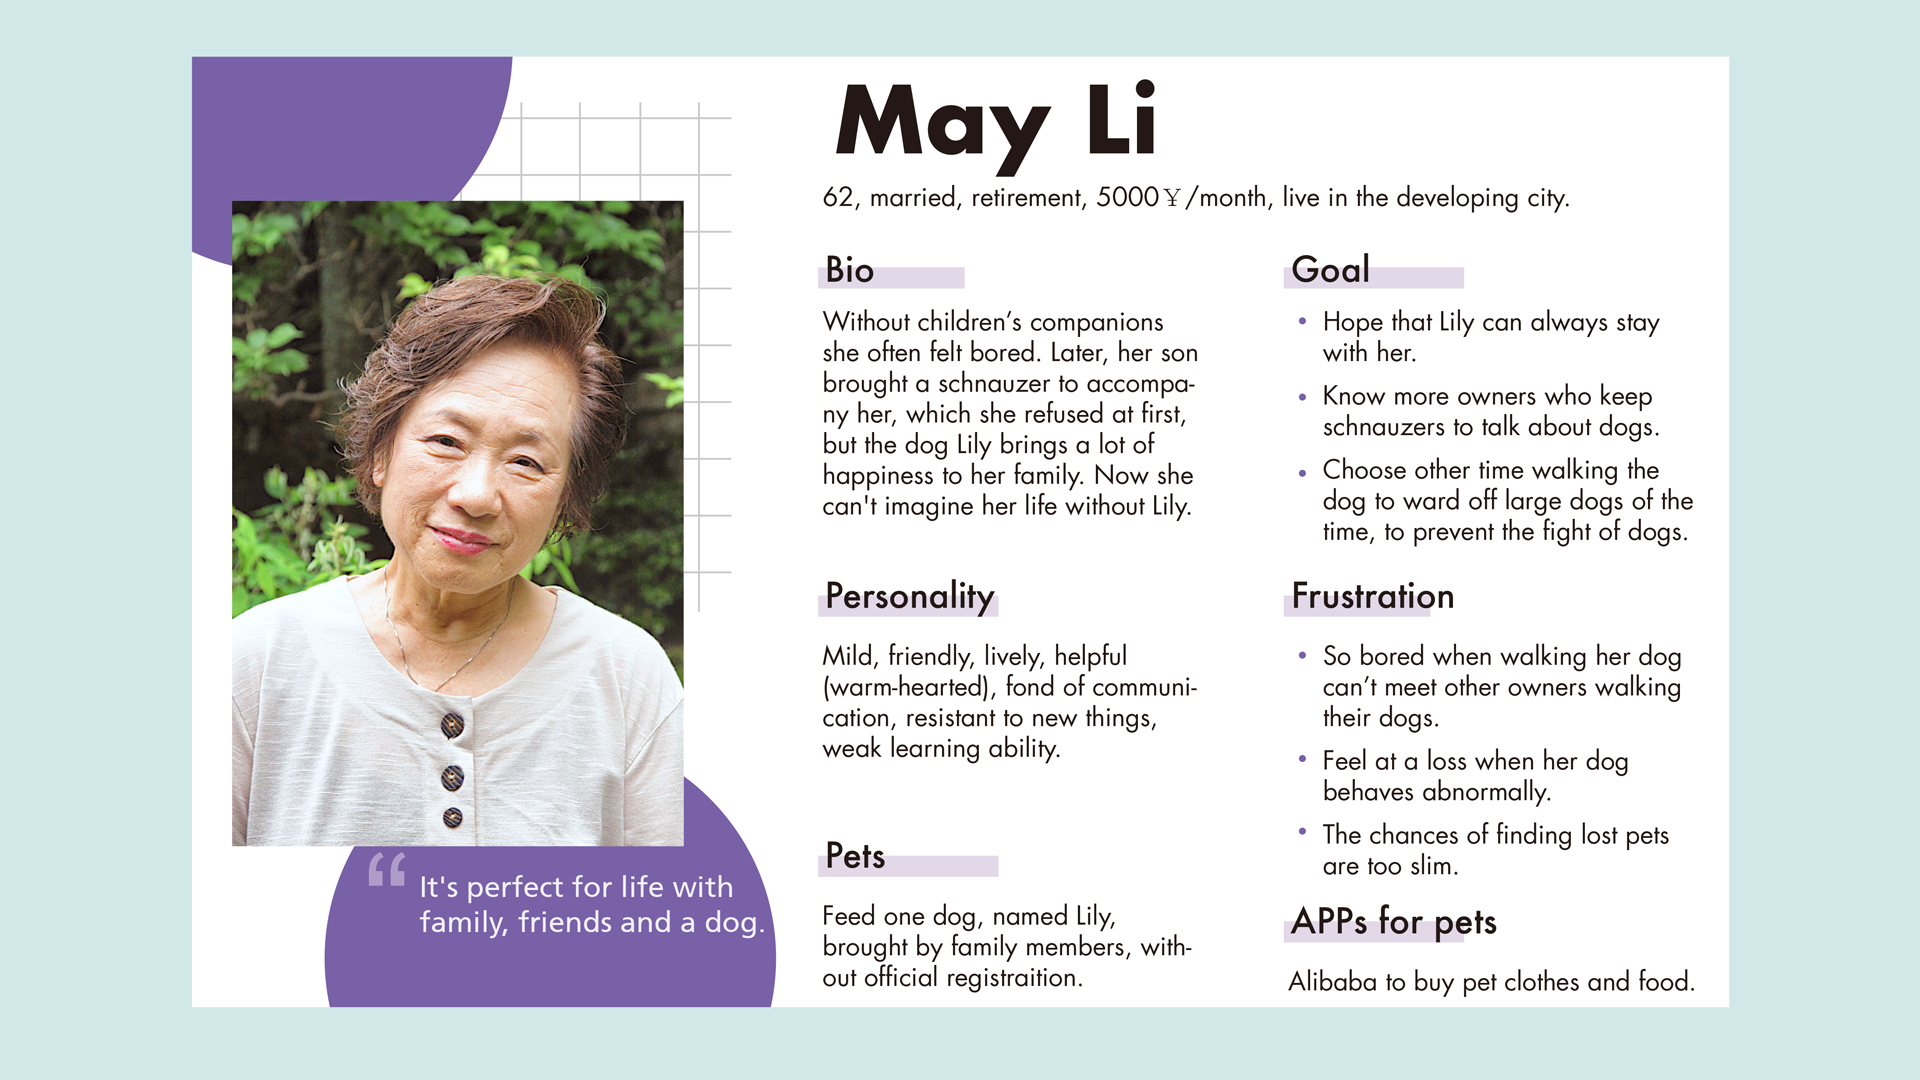 May Li
62, married, retirement, 5000¥/month, live in the developing city.
Bio
Without children’s companions
she often felt bored. Later, her son
brought a schnauzer to accompa-
ny her, which she refused at first,
but the dog Lily brings a lot of
happiness to her family. Now she
can't imagine her life without Lily.
Personality
Mild, friendly, lively, helpful
(warm-hearted), fond of communi-
cation, resistant to new things,
weak learning ability.
Pets
Feed one dog, named Lily,
brought by family members, with-
out official registraition.
Goal
• Hope that Lily can always stay
with her.
• Know more owners who keep
schnauzers to talk about dogs.
• Choose other time walking the
dog to ward off large dogs of the
time, to prevent the fight of dogs.
Frustration
• So bored when walking her dog
can’t meet other owners walking
their dogs.
• Feel at a loss when her dog
behaves abnormally.
• The chances of finding lost pets
are too slim.
APPs for pets
Alibaba to buy pet clothes and food.
“ It's perfect for life with
family, friends and a dog.